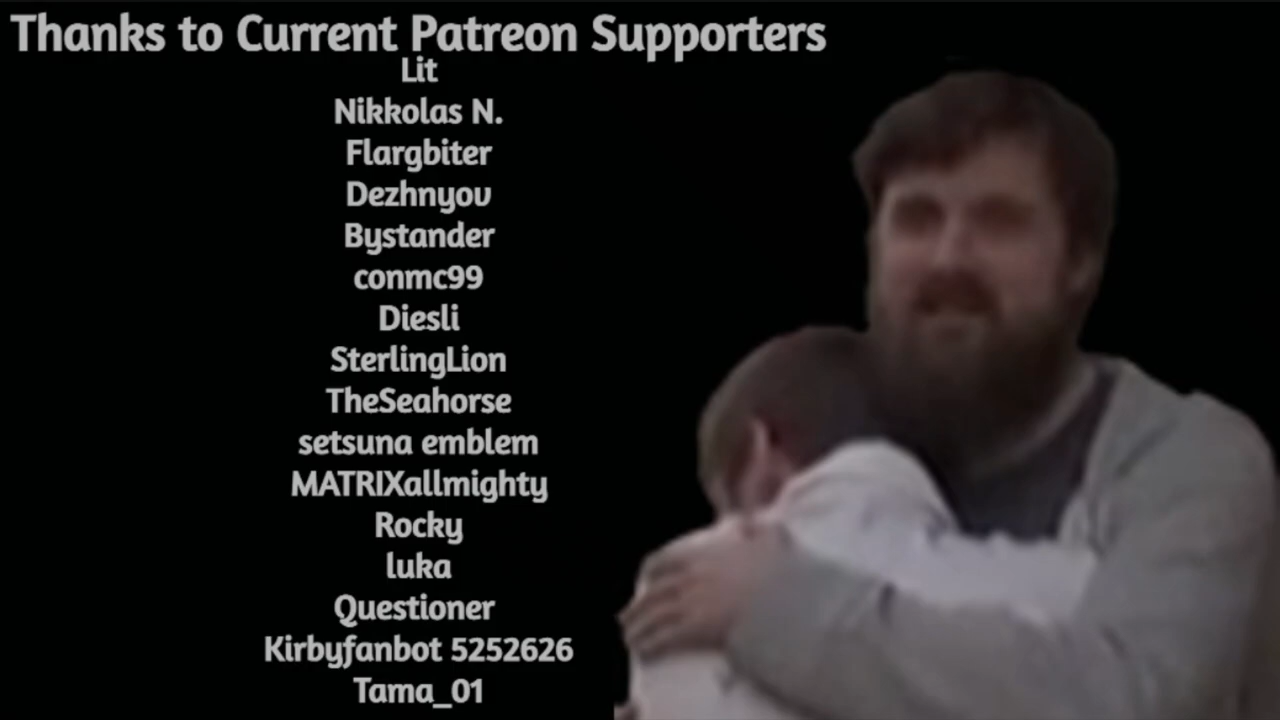 Thanks to Current Patreon Supporters
Lit
Nikkolas N.
Flargbiter
Dezhnyov
Bystander
conmc99
Diesli
SterlingLion
TheSeahorse
setsuna emblem
MATRIXallmighty
Rocky
luka
Questioner
Kirbyfanbot 5252626
Tama_01